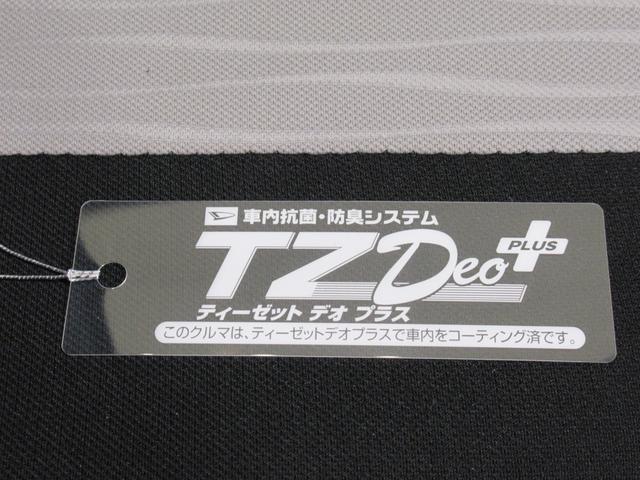 車内抗菌・防臭システム
TZ Deo PLUS
ティーゼット デオ プラス
このクルマは、ティーゼットデオプラスで車内をコーティング済です。